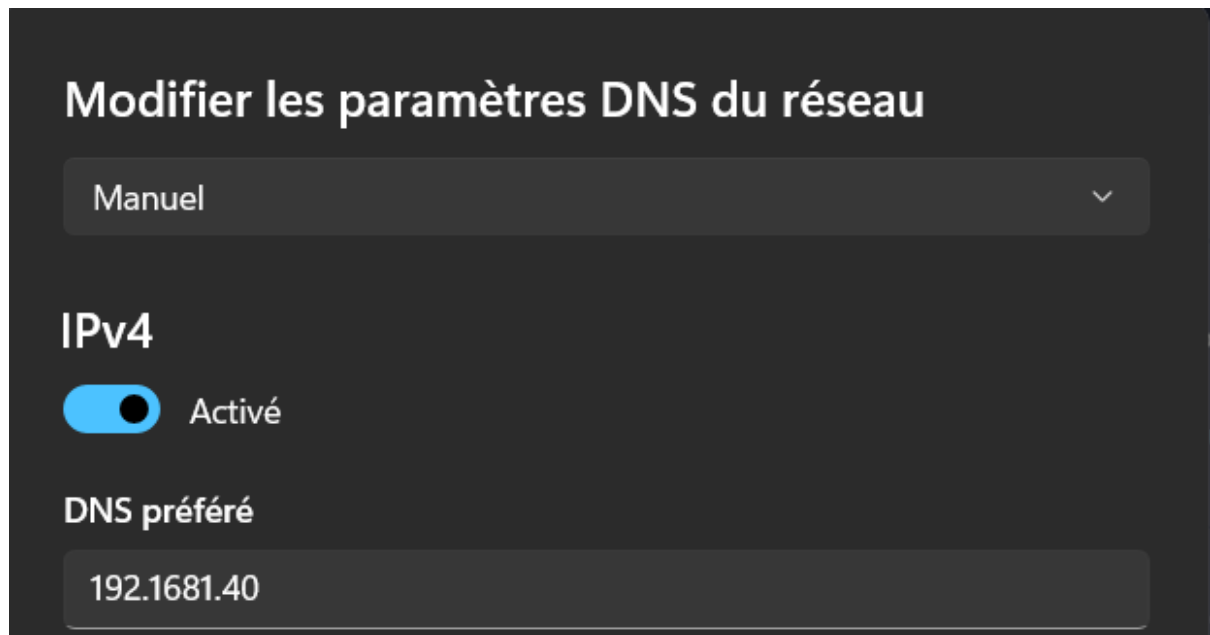 Modifier les paramètres DNS du réseau
Manuel
IPv4
Activé
DNS préféré
192.1681.40